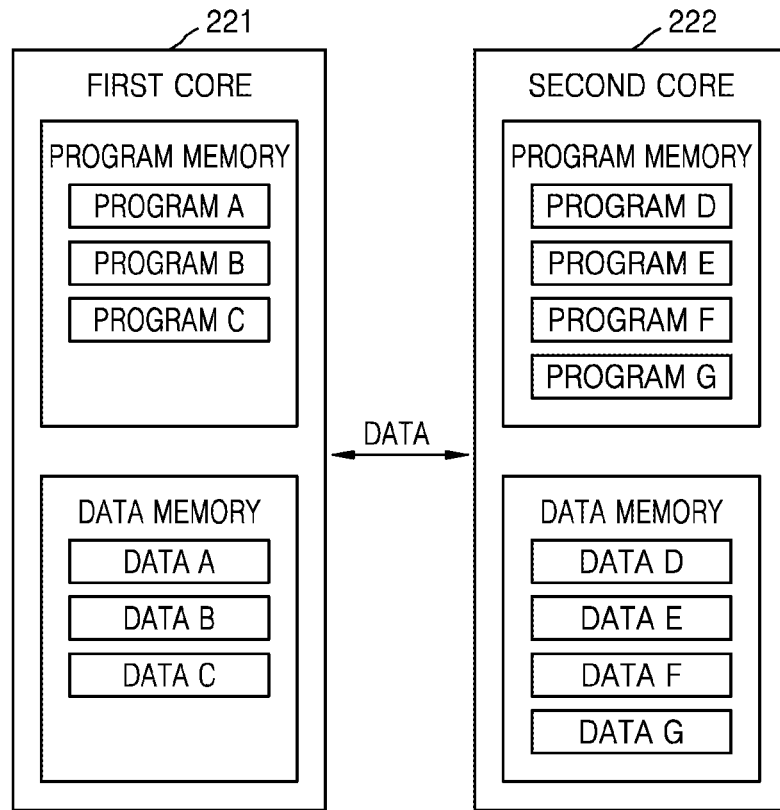 221
FIRST CORE
PROGRAM MEMORY
PROGRAM A
PROGRAM B
PROGRAM C
DATA MEMORY
DATA A
DATA B
DATA C
DATA
222
SECOND CORE
PROGRAM MEMORY
PROGRAM D
PROGRAM E
PROGRAM F
PROGRAM G
DATA MEMORY
DATA D
DATA E
DATA F
DATA G